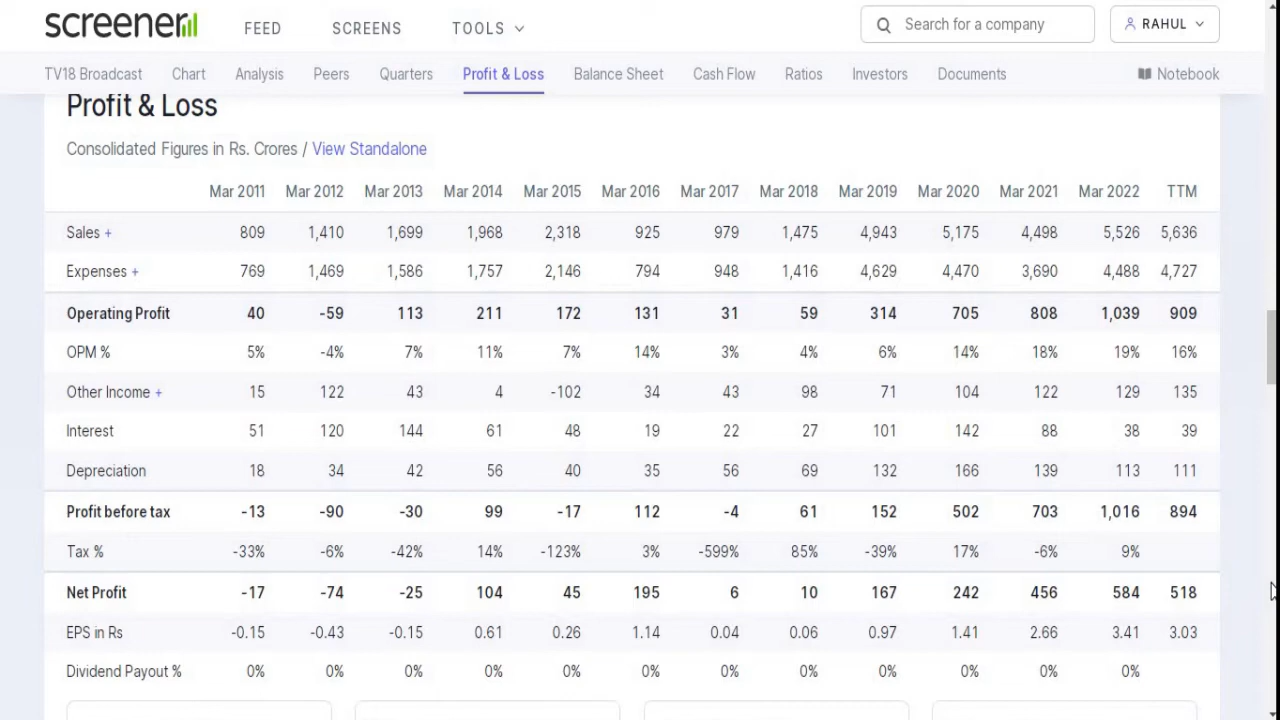 screener FEED SCREENS TOOLS Search for a company RAHUL
TV18 Broadcast Chart Analysis Peers Quarters Profit & Loss Balance Sheet Cash Flow Ratios Investors Documents Notebook
Profit & Loss
Consolidated Figures in Rs. Crores / View Standalone
Mar 2011 Mar 2012 Mar 2013 Mar 2014 Mar 2015 Mar 2016 Mar 2017 Mar 2018 Mar 2019 Mar 2020 Mar 2021 Mar 2022 TTM
Sales + 809 1,410 1,699 1,968 2,318 925 979 1,475 4,943 5,175 4,498 5,526 5,636
Expenses + 769 1,469 1,586 1,757 2,146 794 948 1,416 4,629 4,470 3,690 4,488 4,727
Operating Profit 40 -59 113 211 172 131 31 59 314 705 808 1,039 909
OPM % 5% -4% 7% 11% 7% 14% 3% 4% 6% 14% 18% 19% 16%
Other Income + 15 122 43 4 -102 34 43 98 71 104 122 129 135
Interest 51 120 144 61 48 19 22 27 101 142 88 38 39
Depreciation 18 34 42 56 40 35 56 69 132 166 139 113 111
Profit before tax -13 -90 -30 99 -17 112 -4 61 152 502 703 1,016 894
Tax % -33% -6% -42% 14% -123% 3% -599% 85% -39% 17% -6% 9%
Net Profit -17 -74 -25 104 45 195 6 10 167 242 456 584 518
EPS in Rs -0.15 -0.43 -0.15 0.61 0.26 1.14 0.04 0.06 0.97 1.41 2.66 3.41 3.03
Dividend Payout % 0% 0% 0% 0% 0% 0% 0% 0% 0% 0% 0% 0%